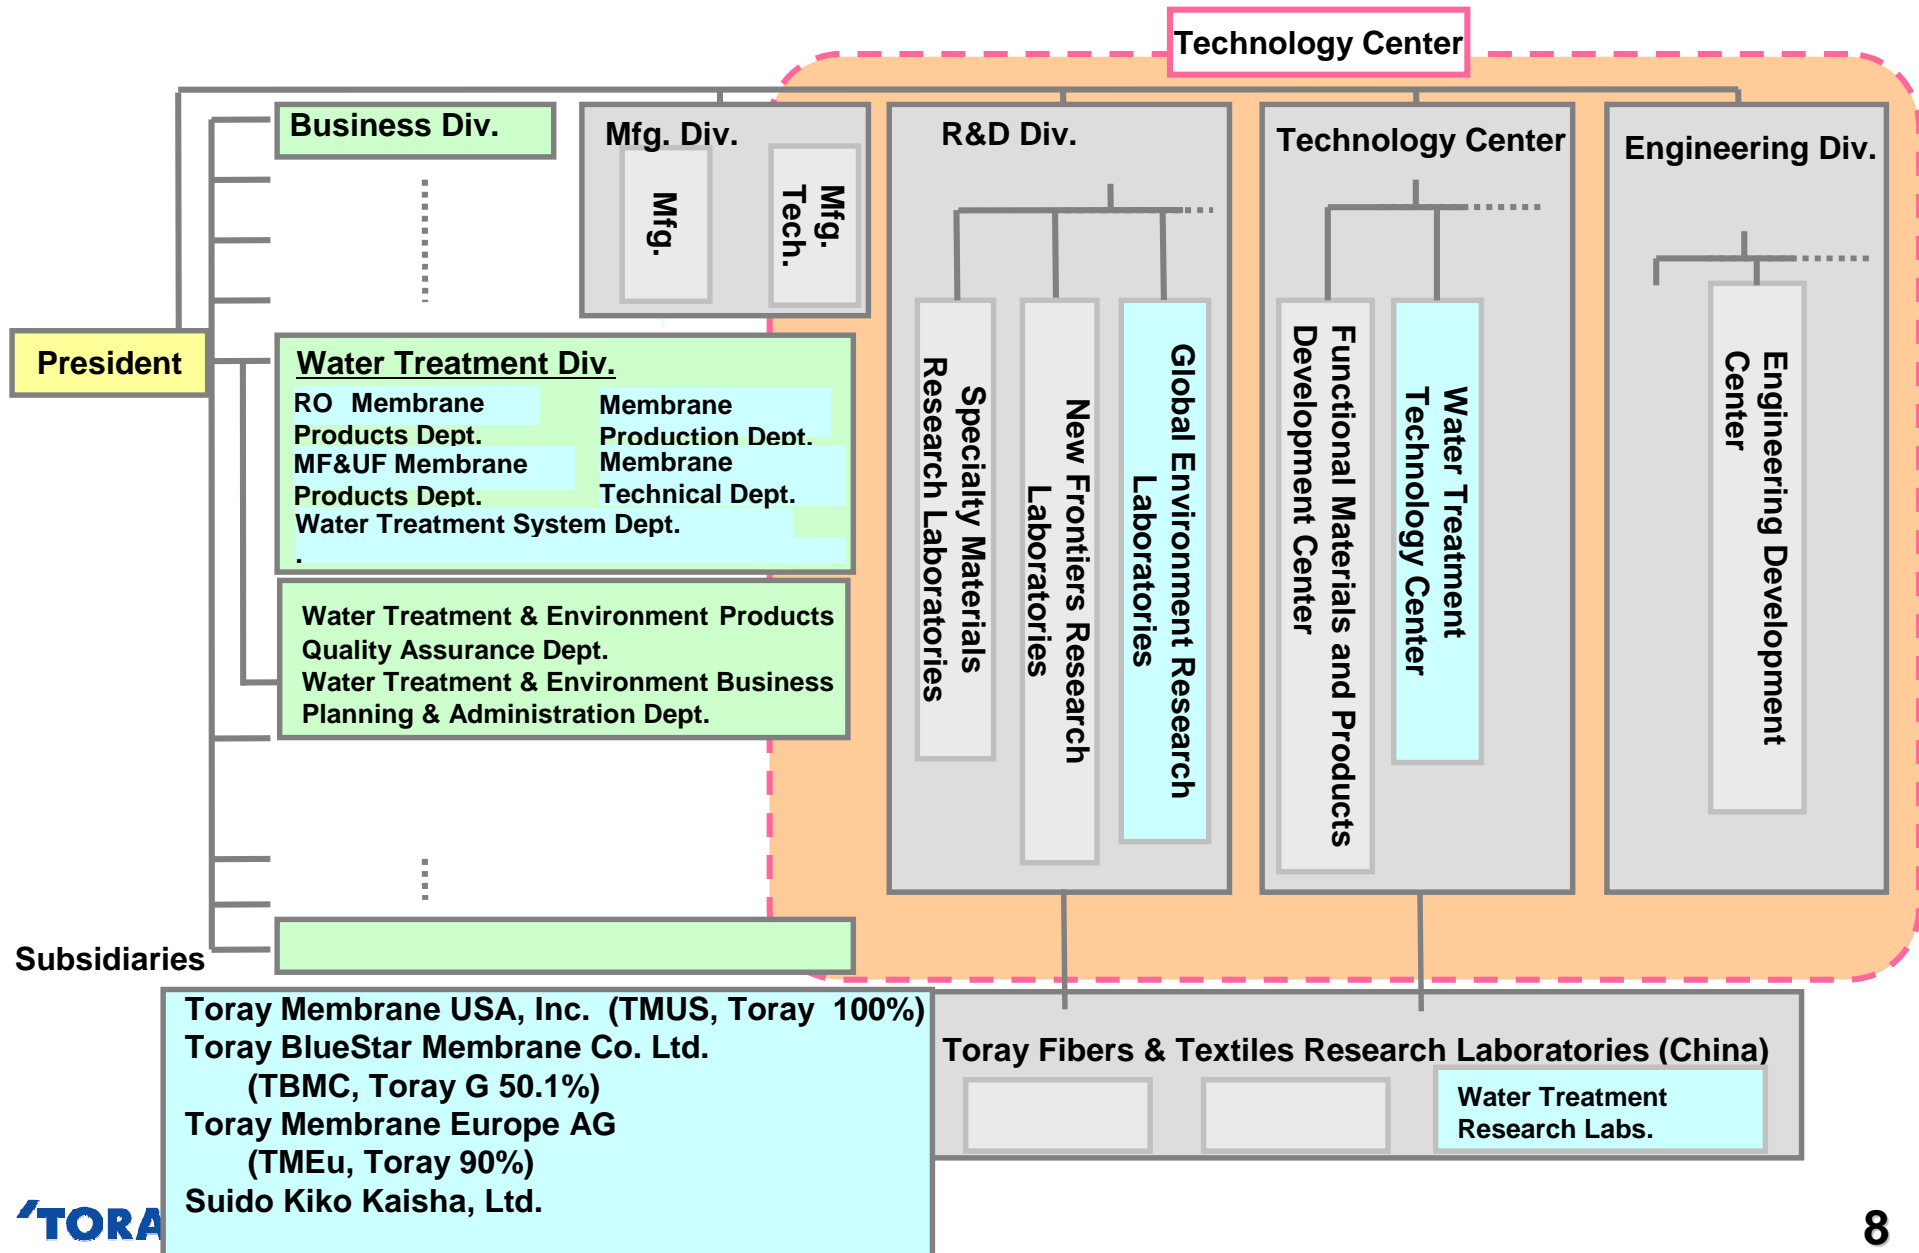 Technology Center
Business Div.
Mfg. Div.
Mfg.
Mfg.
Tech.
R&D Div.
Technology Center
Engineering Div.
President
Water Treatment Div.
RO Membrane
Products Dept.
Membrane
Production Dept.
MF&UF Membrane
Products Dept.
Membrane
Technical Dept.
Water Treatment System Dept.
.
Water Treatment & Environment Products
Quality Assurance Dept.
Water Treatment & Environment Business
Planning & Administration Dept.
Specialty Materials
Research Laboratories
New Frontiers Research
Laboratories
Global Environment Research
Laboratories
Functional Materials and Products
Development Center
Water Treatment
Technology Center
Engineering Development
Center
Subsidiaries
Toray Membrane USA, Inc. (TMUS, Toray 100%)
Toray BlueStar Membrane Co. Ltd.
(TBMC, Toray G 50.1%)
Toray Membrane Europe AG
(TMEu, Toray 90%)
Suido Kiko Kaisha, Ltd.
Toray Fibers & Textiles Research Laboratories (China)
Water Treatment
Research Labs.
TORA
8